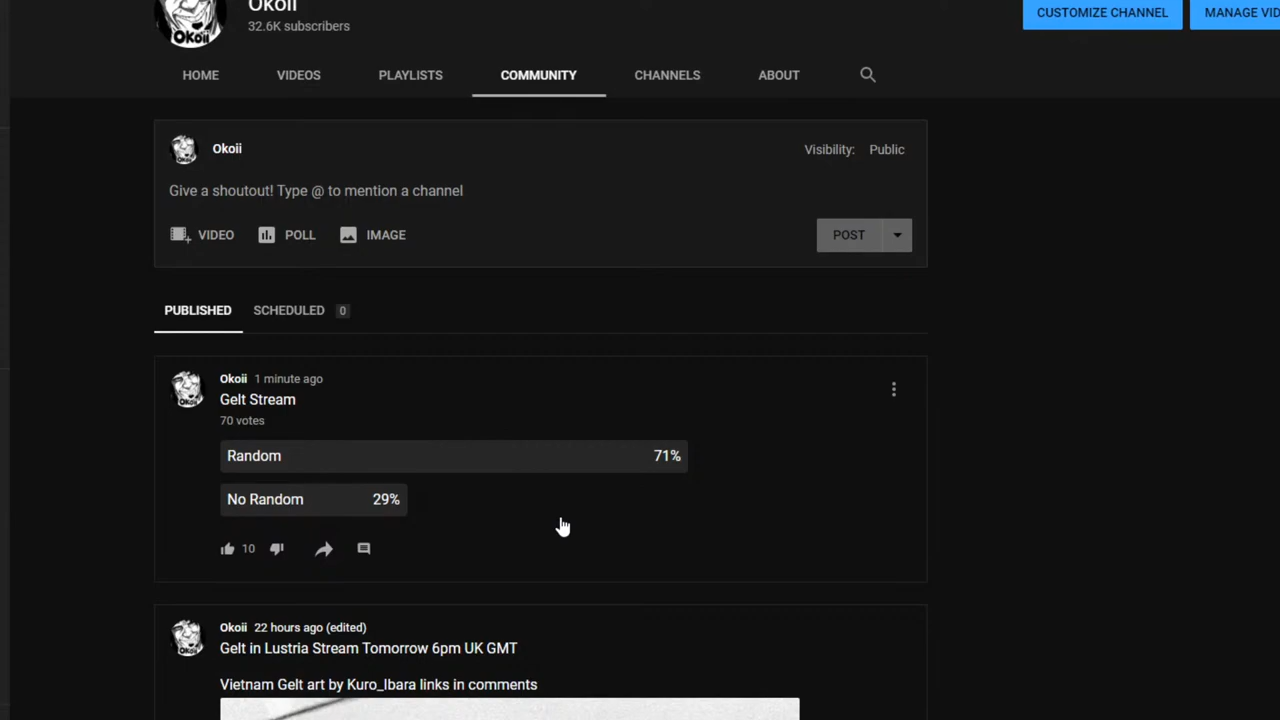 Okoii
CUSTOMIZE CHANNEL
MANAGE VID
32.6K subscribers
HOME VIDEOS PLAYLISTS COMMUNITY CHANNELS ABOUT
Okoii
Visibility: Public
Give a shoutout! Type @ to mention a channel
VIDEO POLL IMAGE POST
PUBLISHED SCHEDULED 0
Okoii 1 minute ago
Gelt Stream
70 votes
Random 71%
No Random 29%
10
Okoii 22 hours ago (edited)
Gelt in Lustria Stream Tomorrow 6pm UK GMT
Vietnam Gelt art by Kuro_Ibara links in comments